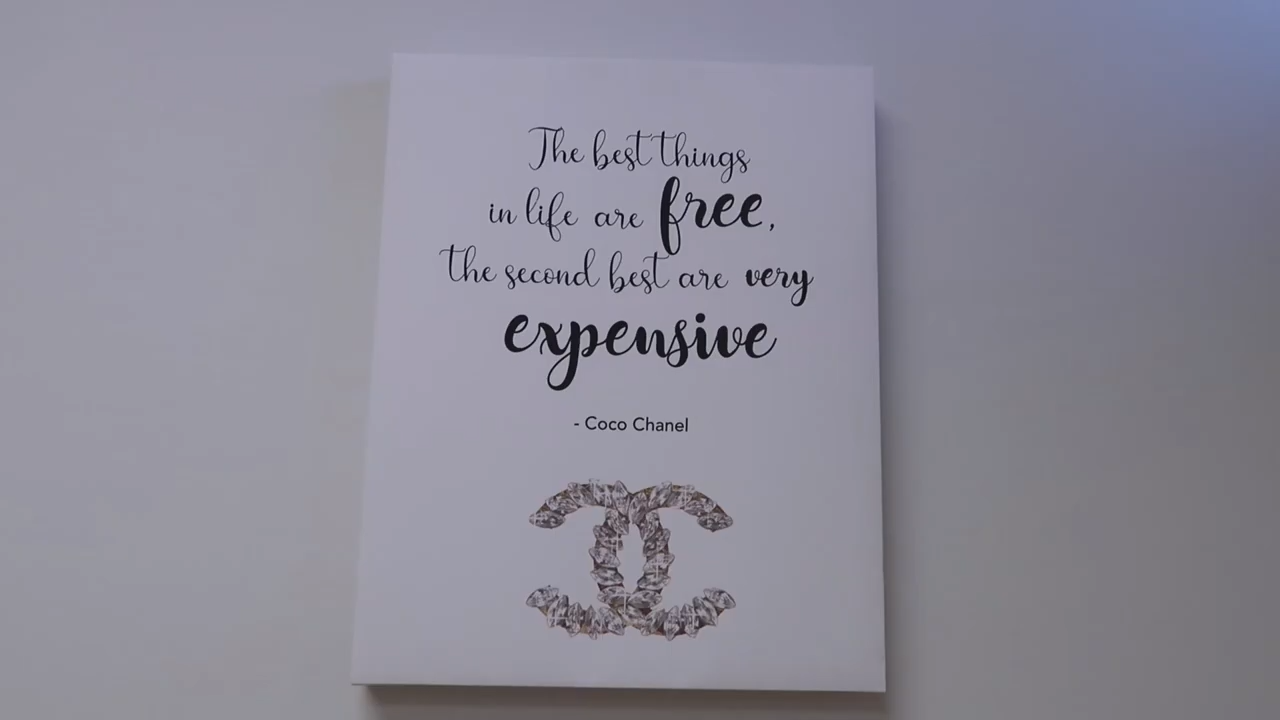 The best things
in life are free,
the second best are very
expensive
- Coco Chanel